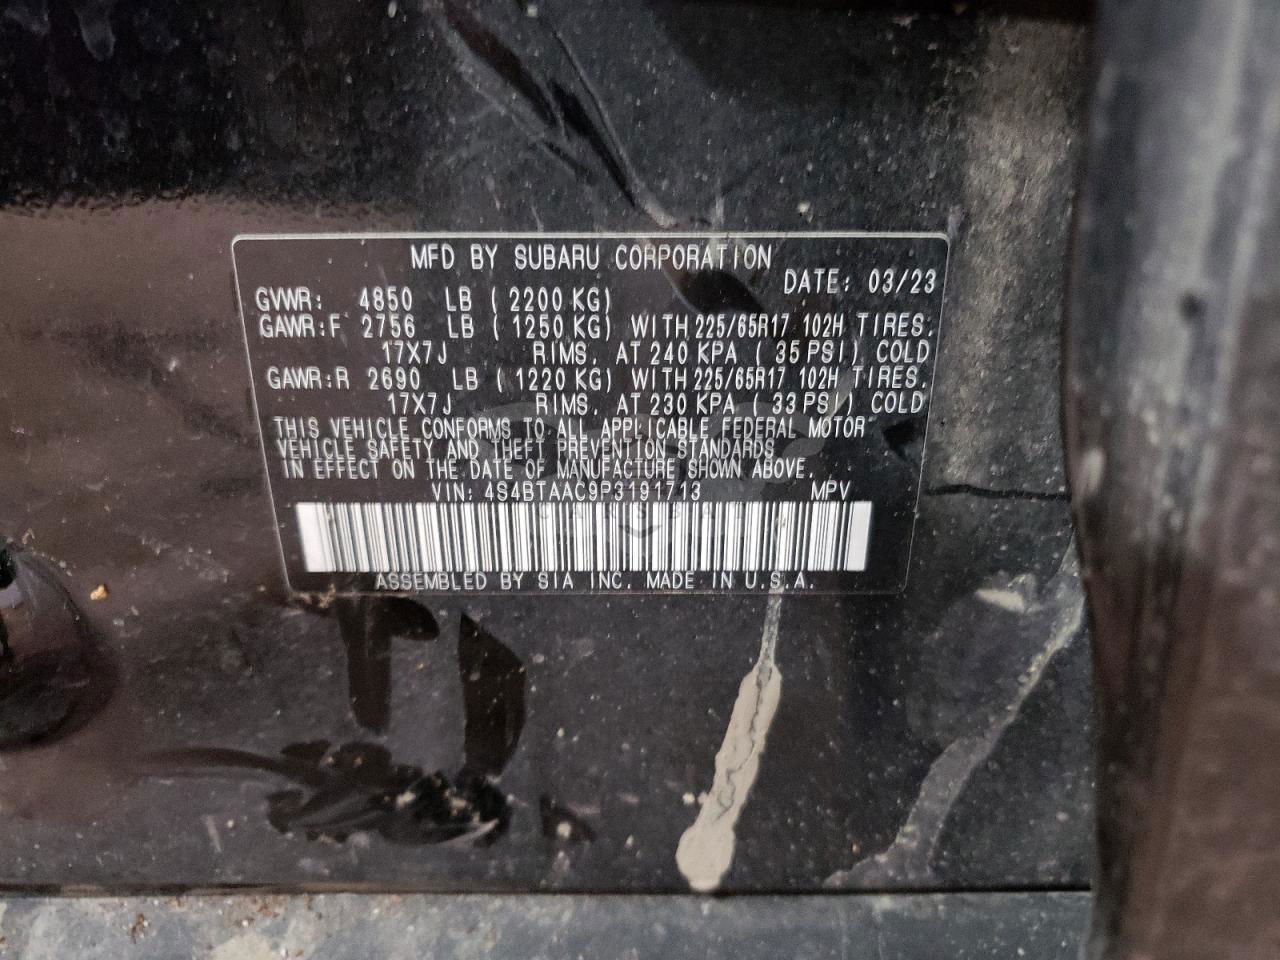 MFD BY SUBARU CORPORATION
DATE: 03/23
GVWR: 4850 LB ( 2200 KG)
GAWR:F 2756 LB ( 1250 KG) WITH 225/65R17 102H TIRES,
17X7J RIMS, AT 240 KPA ( 35 PSI) COLD
GAWR:R 2690 LB ( 1220 KG) WITH 225/65R17 102H TIRES,
17X7J RIMS, AT 230 KPA ( 33 PSI) COLD
THIS VEHICLE CONFORMS TO ALL APPLICABLE FEDERAL MOTOR
VEHICLE SAFETY AND THEFT PREVENTION STANDARDS
IN EFFECT ON THE DATE OF MANUFACTURE SHOWN ABOVE.
VIN: 4S4BTAAC9P3191713 MPV
ASSEMBLED BY SIA INC. MADE IN U.S.A.